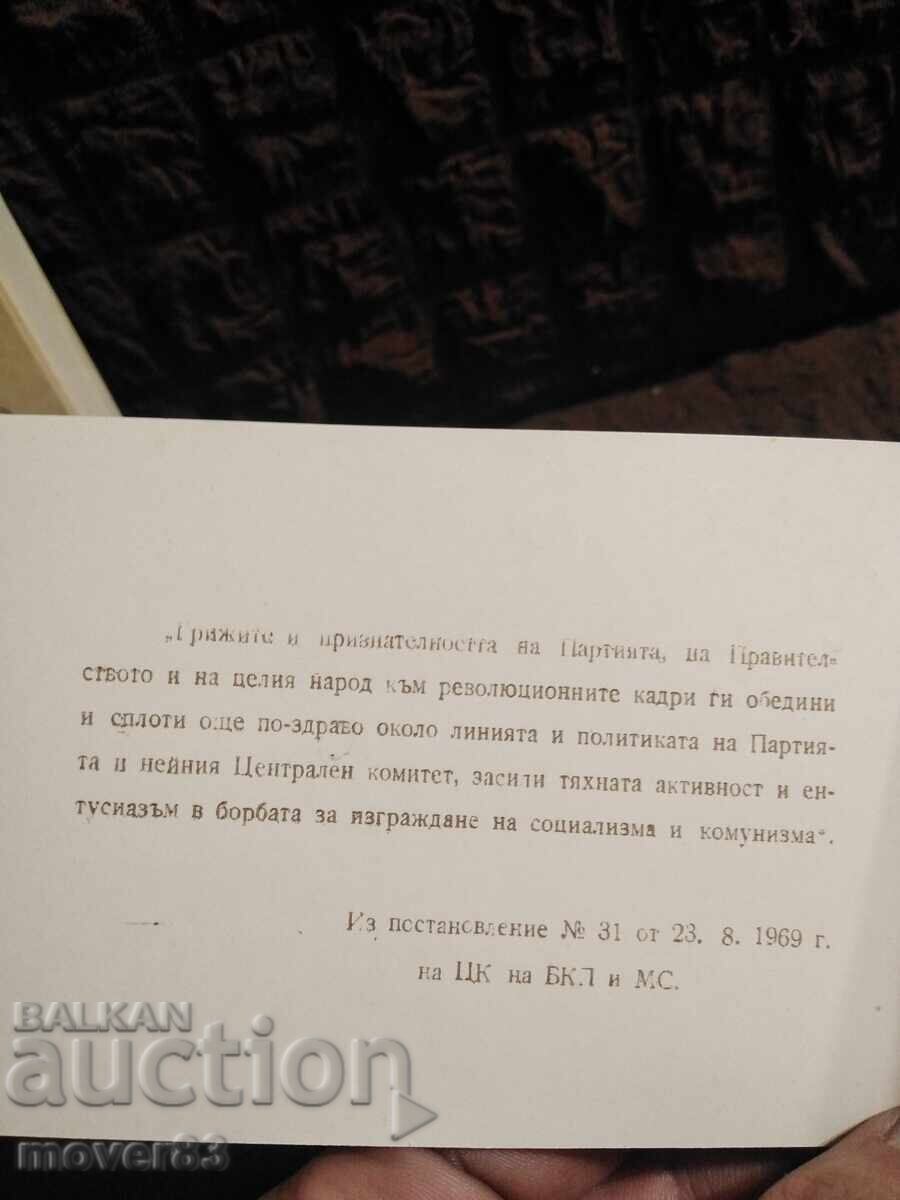 „Грижите и признателността на Партията, на Правител-
ството и на целия народ към революционните кадри ги обедини
и сплоти още по-здраво около линията и политиката на Партия-
та и нейния Централен комитет, засили тяхната активност и ен-
тусиазъм в борбата за изграждане на социализма и комунизма“.
Из постановление № 31 от 23. 8. 1969 г.
на ЦК на БКП и МС.
BALKAN
auction
mover83